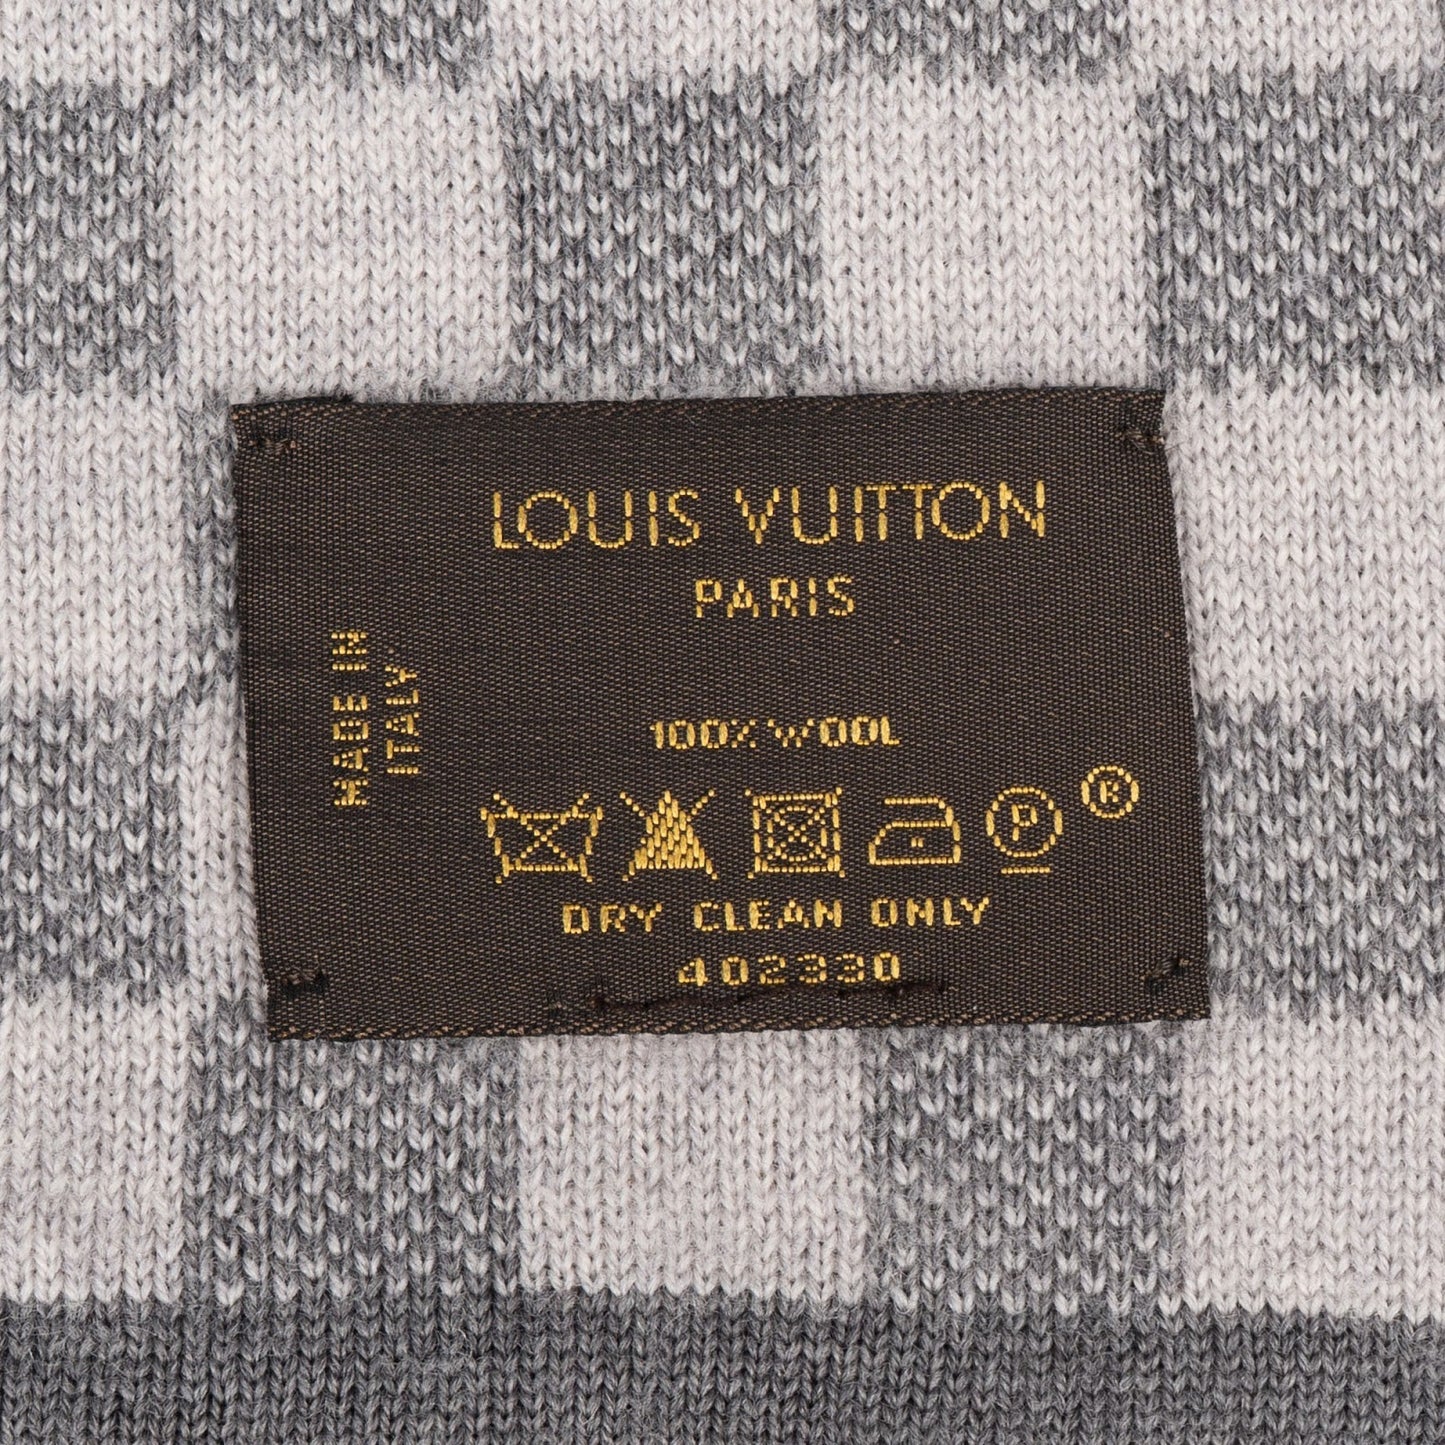 LOUIS VUITTON
PARIS
MADE IN
ITALY
100% WOOL
P ®
DRY CLEAN ONLY
402330